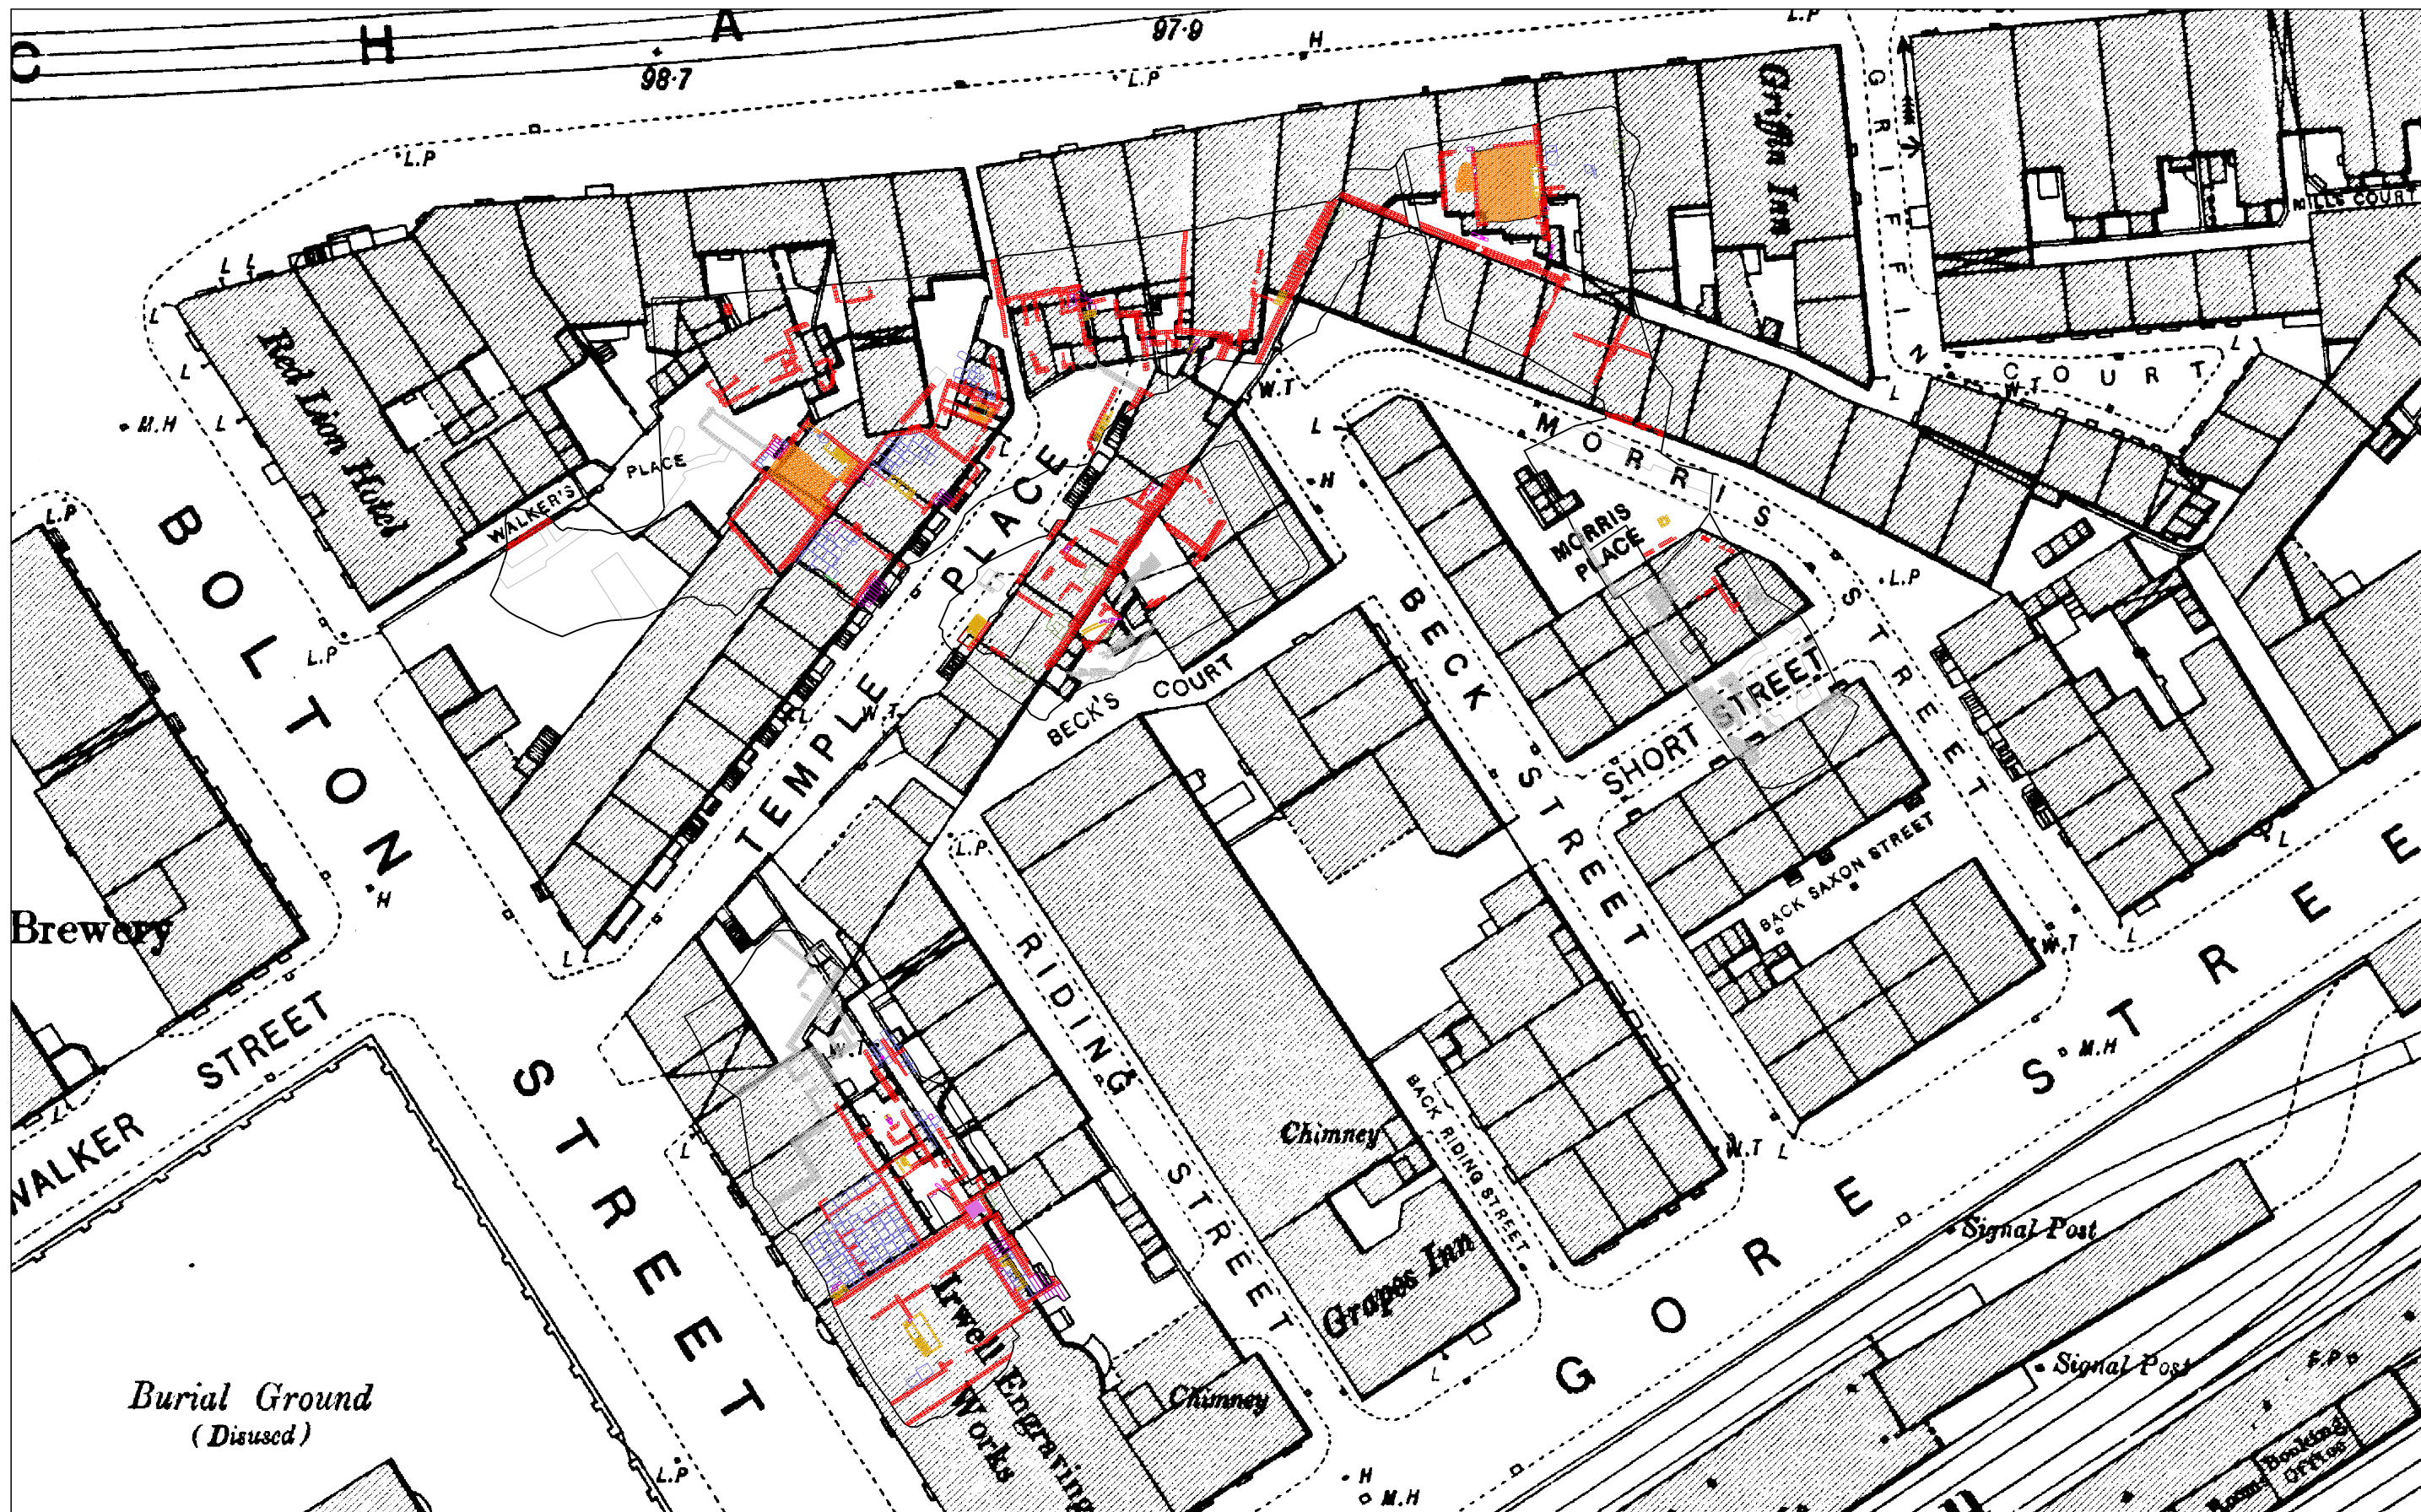 C H A
98·7
97·9
H
L.P
L.P
L.P
GRIFFIN
COURT
Griffin Inn
MILLS COURT
L
L
L
L
L
M.H
Red Lion Hotel
WALKER'S PLACE
L.P
L.P
BOLTON STREET
TEMPLE PLACE
L
L
W.T
W.T
L
H
L
L
W.T
MORRIS STREET
MORRIS PLACE
L.P
BECK STREET
BECK'S COURT
SHORT STREET
BACK SAXON STREET
W.T
L
L
Brewery
H
L
WALKER STREET
L
L.P
RIDING STREET
W.T
L
Chimney
BACK RIDING STREET
W.T
L
Grapes Inn
L
GORE STREET
M.H
Signal Post
Signal Post
F.P
Booking Office
Rooms
Irwell Engraving Works
Chimney
Burial Ground
(Disused)
L.P
H
M.H